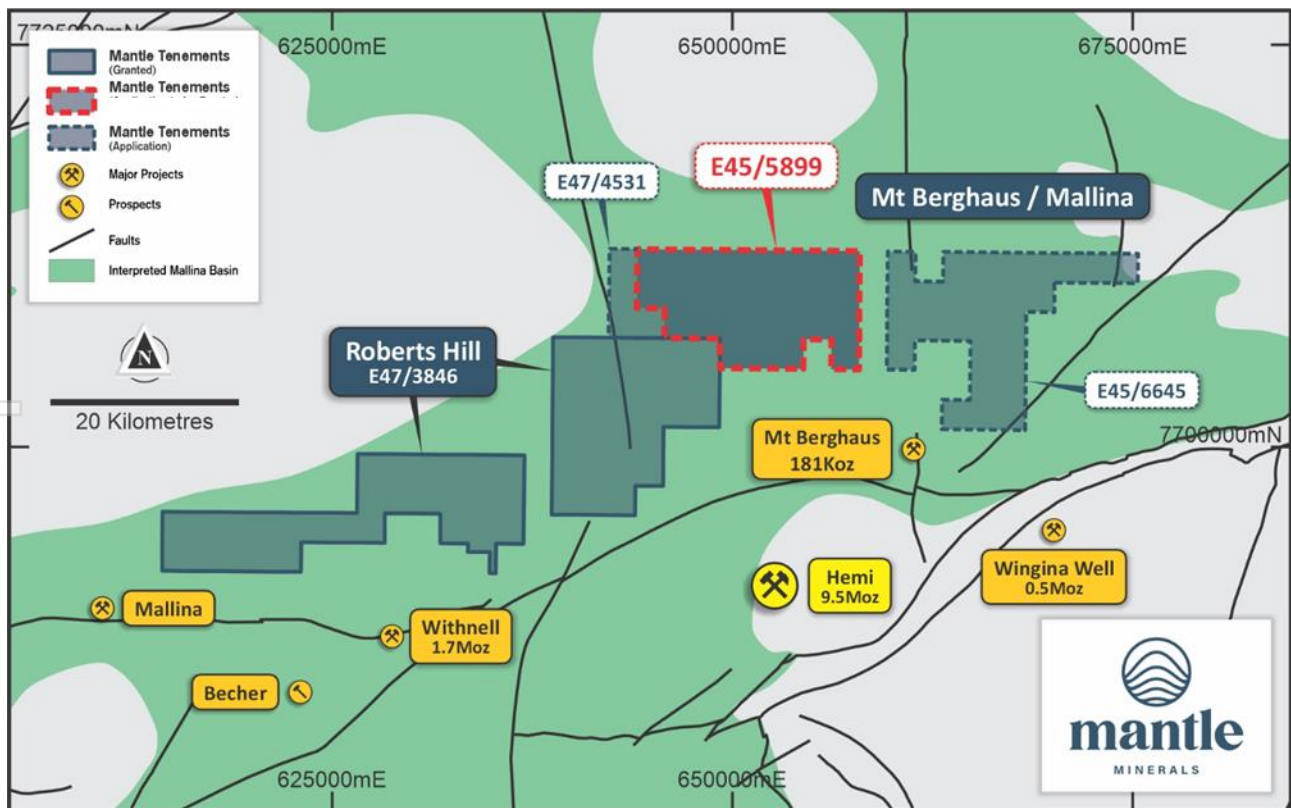 7725000mN
625000mE
650000mE
675000mE
Mantle Tenements
(Granted)
Mantle Tenements
Mantle Tenements
(Application)
Major Projects
Prospects
Faults
Interpreted Mallina Basin
N
20 Kilometres
E47/4531
E45/5899
Mt Berghaus / Mallina
Roberts Hill
E47/3846
E45/6645
7700000mN
Mt Berghaus
181Koz
Hemi
9.5Moz
Wingina Well
0.5Moz
Mallina
Withnell
1.7Moz
Becher
625000mE
650000mE
mantle
MINERALS